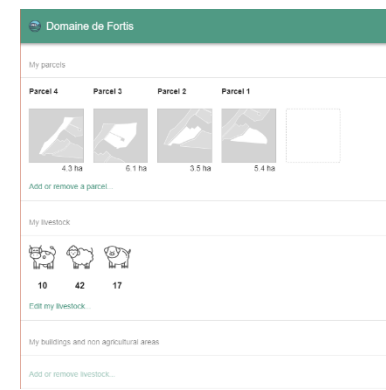 Domaine de Fortis
My parcels
Parcel 4 Parcel 3 Parcel 2 Parcel 1
4.3 ha 6.1 ha 3.5 ha 5.4 ha
Add or remove a parcel...
My livestock
10 42 17
Edit my livestock...
My buildings and non agricultural areas
Add or remove livestock...